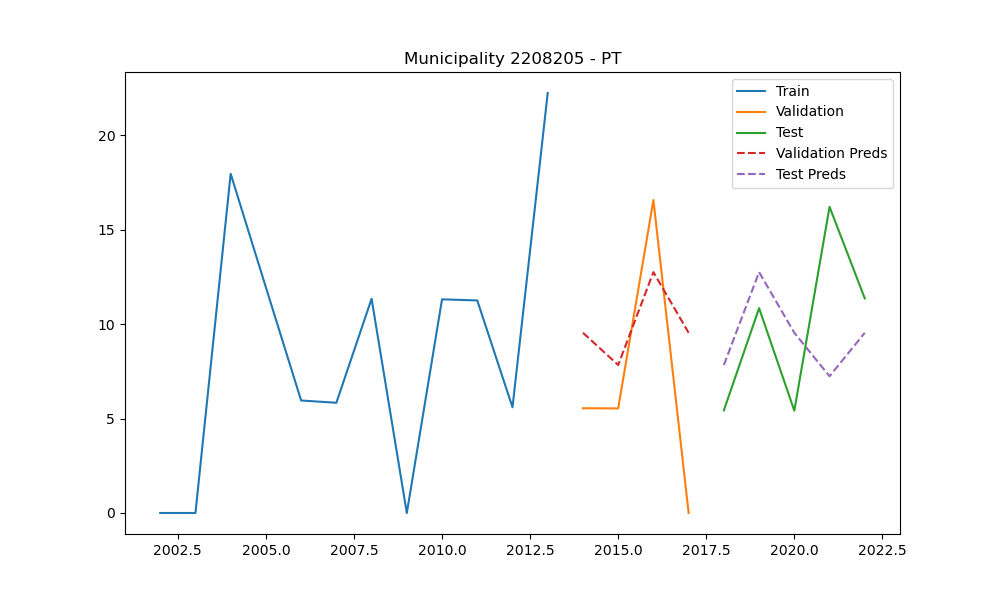 Municipality 2208205 - PT
Train
Validation
Test
Validation Preds
Test Preds
20
15
10
5
0
2002.5 2005.0 2007.5 2010.0 2012.5 2015.0 2017.5 2020.0 2022.5